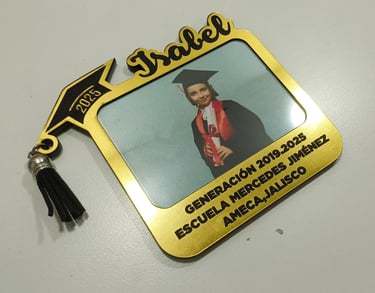 Isabel
2025
GENERACIÓN 2019.2025
ESCUELA MERCEDES JIMÉNEZ
AMECA,JALISCO